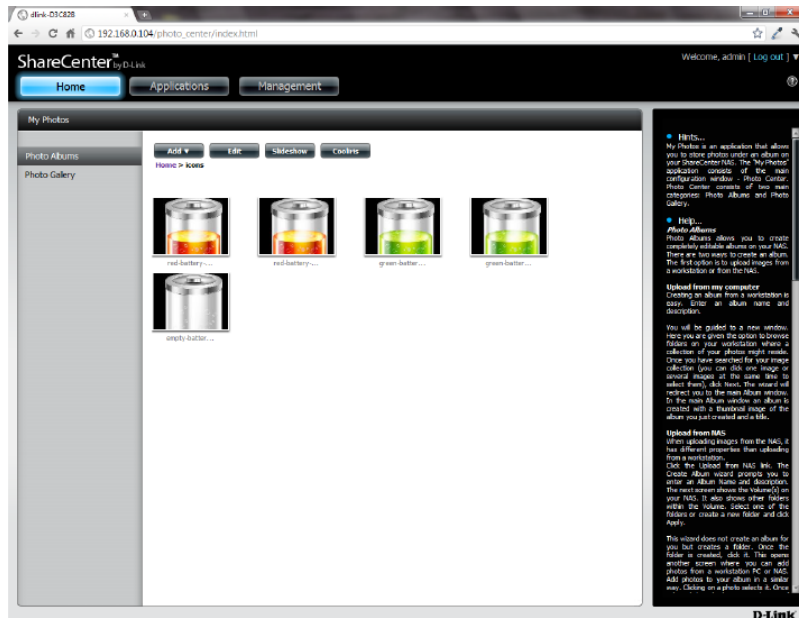 dlink-D3C82B
192.168.0.104/photo_center/index.html
ShareCenter™ by D-Link
Welcome, admin [ Log out ] ▼
Home
Applications
Management
My Photos
Photo Albums
Photo Gallery
Add ▼
Edit
Slideshow
Cooliris
Home > icons
red-battery-...
red-battery-...
green-batter...
green-batter...
empty-batter...
Hints...
My Photos is an application that allows
you to store photos under an album on
your ShareCenter NAS. The "My Photos"
application consists of the main
configuration window - Photo Center.
Photo Center consists of two main
categories: Photo Albums and Photo
Gallery.
Help...
Photo Albums
Photo Albums allows you to create
completely editable albums on your NAS.
There are two ways to create an album.
The first option is to upload images from
a workstation or from the NAS.
Upload from my computer
Creating an album from a workstation is
easy. Enter an album name and
description.
You will be guided to a new window.
Here you are given the option to browse
folders on your workstation where a
collection of your photos might reside.
Once you have searched for your image
collection (you can click one image or
several images at the same time to
select them), click Next. The wizard will
redirect you to the main Album window.
In the main Album window an album is
created with a thumbnail image of the
album you just created and a title.
Upload from NAS
When uploading images from the NAS, it
has different properties than uploading
from a workstation.
Click the Upload from NAS link. The
Create Album wizard prompts you to
enter an Album Name and description.
The next screen shows the Volume(s) on
your NAS. It also shows other folders
within the Volume. Select one of the
folders or create a new folder and click
Apply.
This wizard does not create an album for
you but creates a folder. Once the
folder is created, click it. This opens
another screen where you can add
photos from a workstation PC or NAS.
Add photos to your album in a similar
way. Clicking on a photo selects it. Once
D-Link